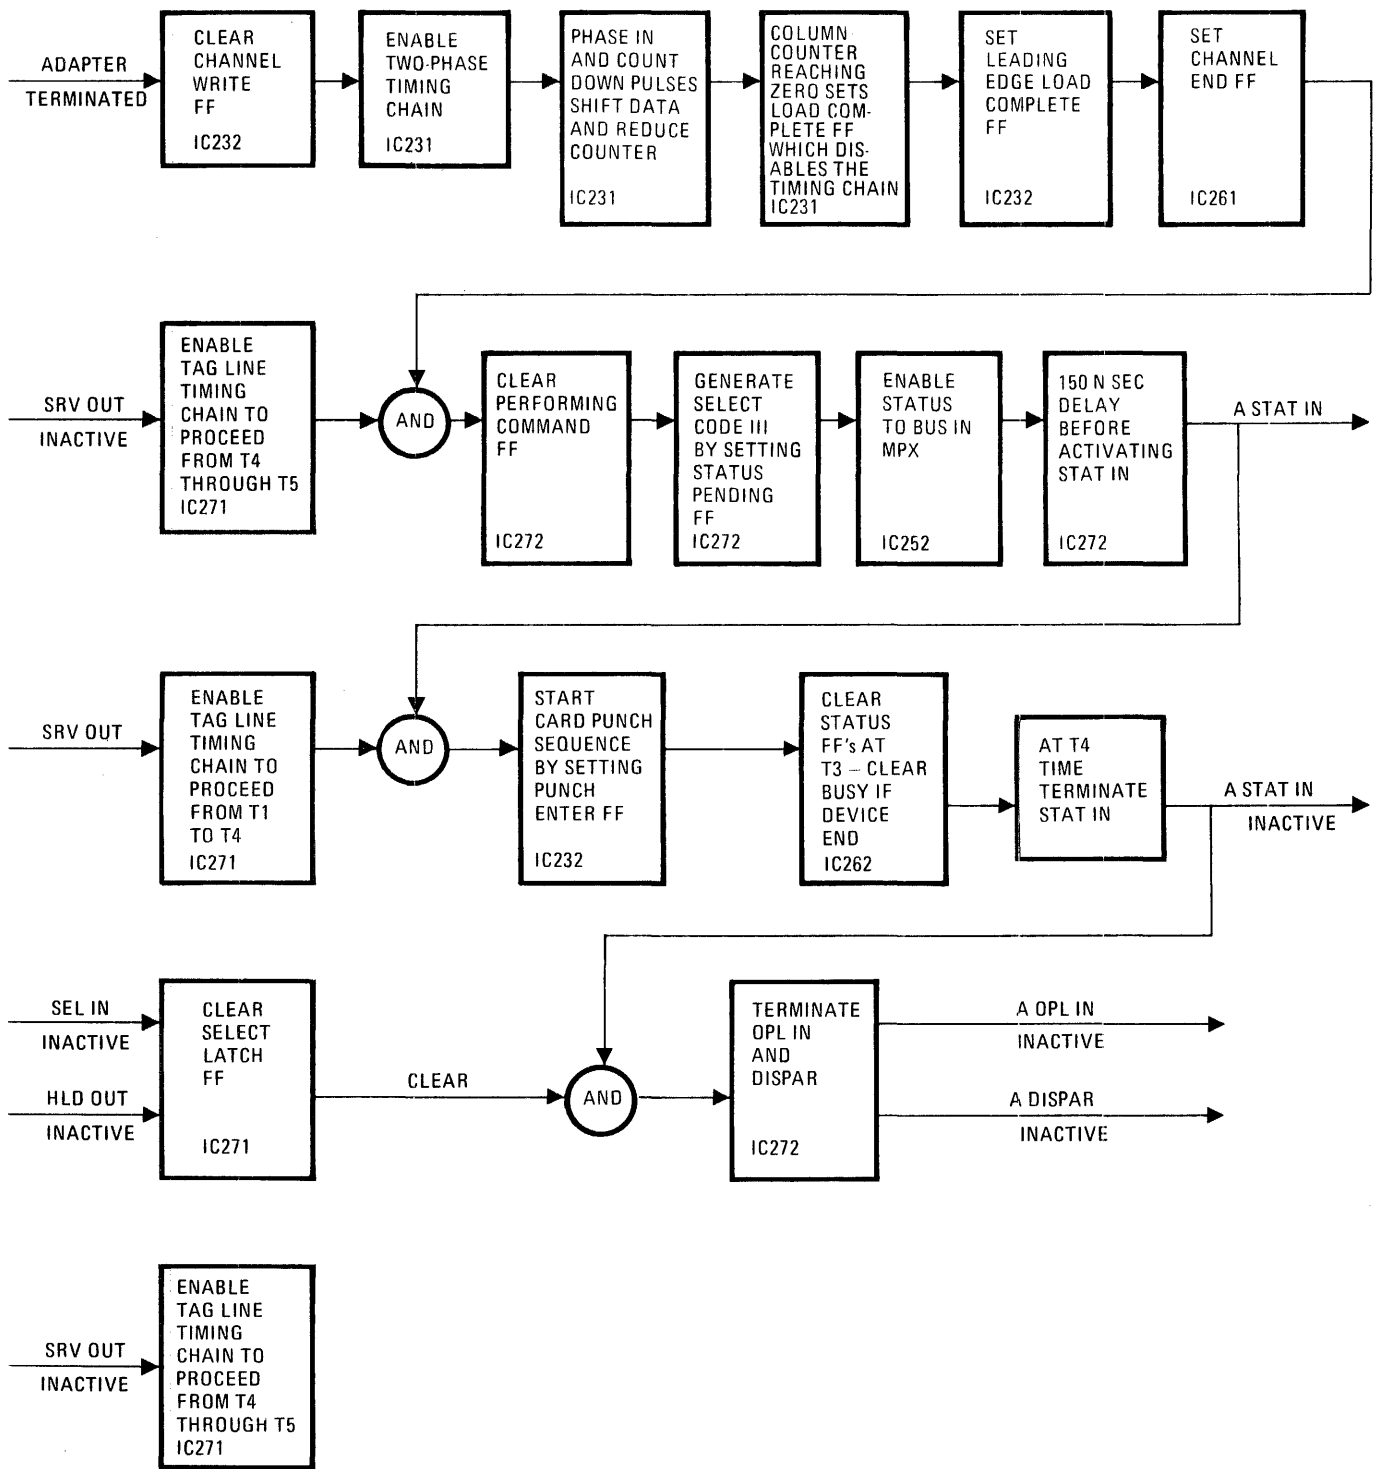 ADAPTER
TERMINATED
CLEAR
CHANNEL
WRITE
FF
IC232
ENABLE
TWO-PHASE
TIMING
CHAIN
IC231
PHASE IN
AND COUNT
DOWN PULSES
SHIFT DATA
AND REDUCE
COUNTER
IC231
COLUMN
COUNTER
REACHING
ZERO SETS
LOAD COM-
PLETE FF
WHICH DIS-
ABLES THE
TIMING CHAIN
IC231
SET
LEADING
EDGE LOAD
COMPLETE
FF
IC232
SET
CHANNEL
END FF
IC261
SRV OUT
INACTIVE
ENABLE
TAG LINE
TIMING
CHAIN TO
PROCEED
FROM T4
THROUGH T5
IC271
AND
CLEAR
PERFORMING
COMMAND
FF
IC272
GENERATE
SELECT
CODE III
BY SETTING
STATUS
PENDING
FF
IC272
ENABLE
STATUS
TO BUS IN
MPX
IC252
150 N SEC
DELAY
BEFORE
ACTIVATING
STAT IN
IC272
A STAT IN
SRV OUT
ENABLE
TAG LINE
TIMING
CHAIN TO
PROCEED
FROM T1
TO T4
IC271
AND
START
CARD PUNCH
SEQUENCE
BY SETTING
PUNCH
ENTER FF
IC232
CLEAR
STATUS
FF's AT
T3 – CLEAR
BUSY IF
DEVICE
END
IC262
AT T4
TIME
TERMINATE
STAT IN
A STAT IN
INACTIVE
SEL IN
INACTIVE
HLD OUT
INACTIVE
CLEAR
SELECT
LATCH
FF
IC271
CLEAR
AND
TERMINATE
OPL IN
AND
DISPAR
IC272
A OPL IN
INACTIVE
A DISPAR
INACTIVE
SRV OUT
INACTIVE
ENABLE
TAG LINE
TIMING
CHAIN TO
PROCEED
FROM T4
THROUGH T5
IC271